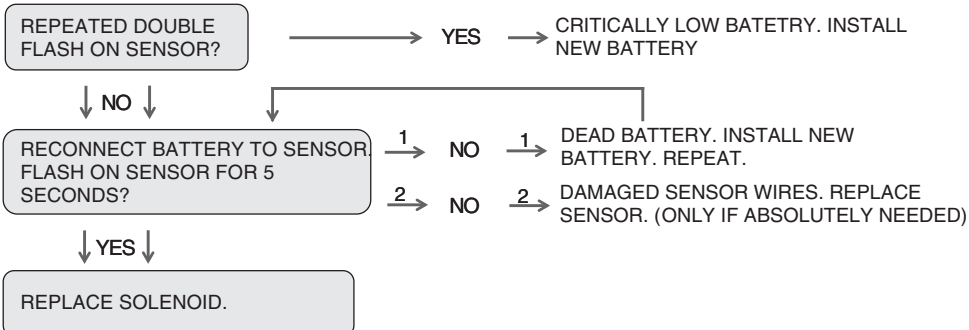 REPEATED DOUBLE
FLASH ON SENSOR?
YES
CRITICALLY LOW BATETRY. INSTALL
NEW BATTERY
NO
RECONNECT BATTERY TO SENSOR.
FLASH ON SENSOR FOR 5
SECONDS?
1
NO
1
DEAD BATTERY. INSTALL NEW
BATTERY. REPEAT.
2
NO
2
DAMAGED SENSOR WIRES. REPLACE
SENSOR. (ONLY IF ABSOLUTELY NEEDED)
YES
REPLACE SOLENOID.